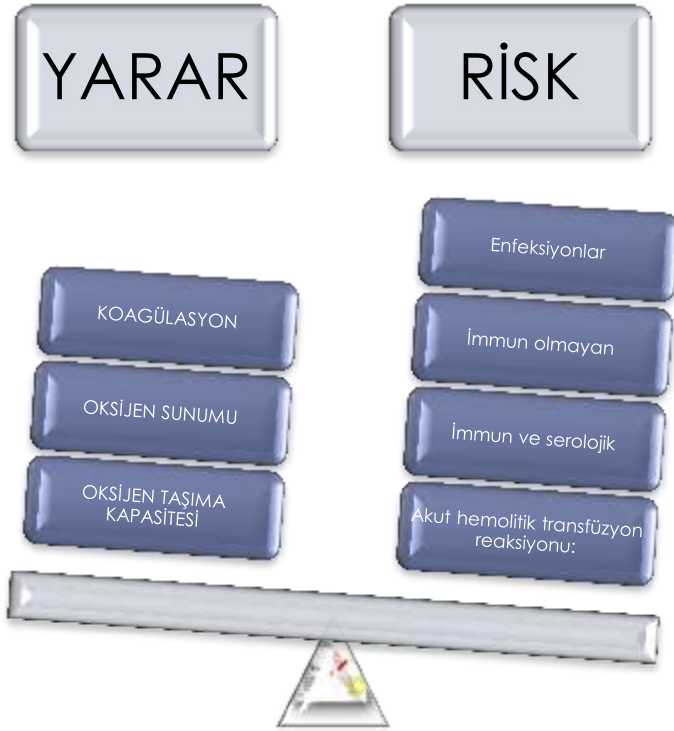 YARAR
RİSK
KOAGÜLASYON
OKSİJEN SUNUMU
OKSİJEN TAŞIMA
KAPASİTESİ
Enfeksiyonlar
İmmun olmayan
İmmun ve serolojik
Akut hemolitik transfüzyon
reaksiyonu: